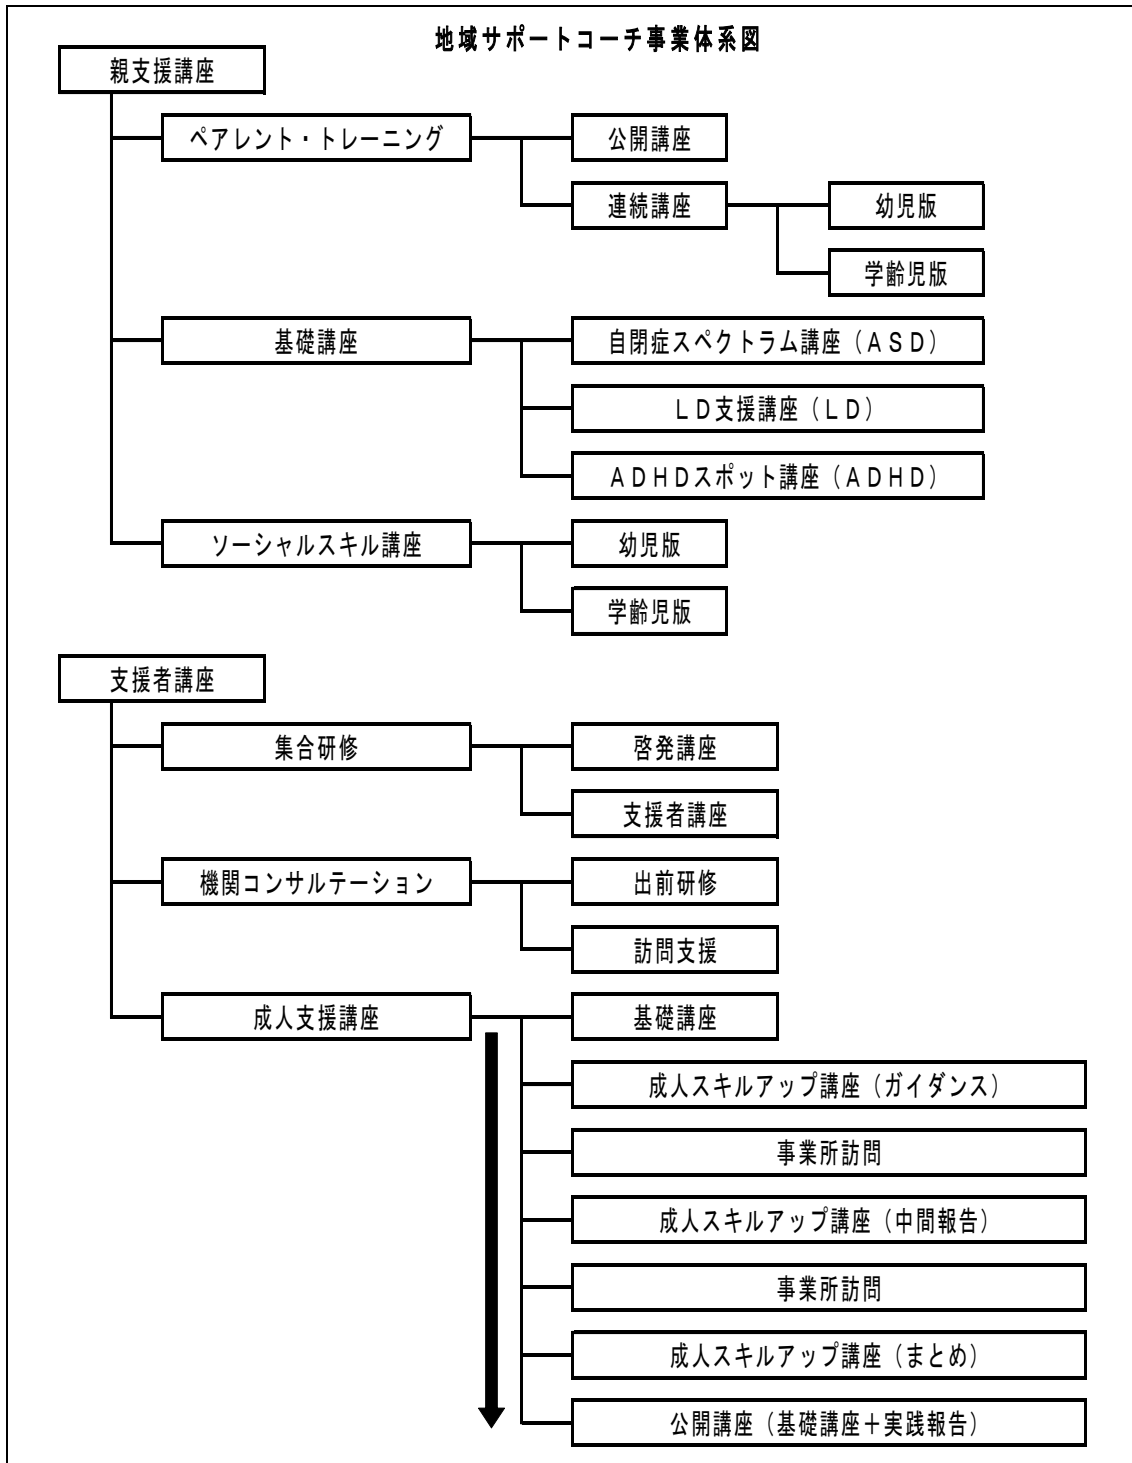 地域サポートコーチ事業体系図
親支援講座
ペアレント・トレーニング
公開講座
連続講座
幼児版
学齢児版
基礎講座
自閉症スペクトラム講座（ＡＳＤ）
ＬＤ支援講座（ＬＤ）
ＡＤＨＤスポット講座（ＡＤＨＤ）
ソーシャルスキル講座
幼児版
学齢児版
支援者講座
集合研修
啓発講座
支援者講座
機関コンサルテーション
出前研修
訪問支援
成人支援講座
基礎講座
成人スキルアップ講座（ガイダンス）
事業所訪問
成人スキルアップ講座（中間報告）
事業所訪問
成人スキルアップ講座（まとめ）
公開講座（基礎講座＋実践報告）